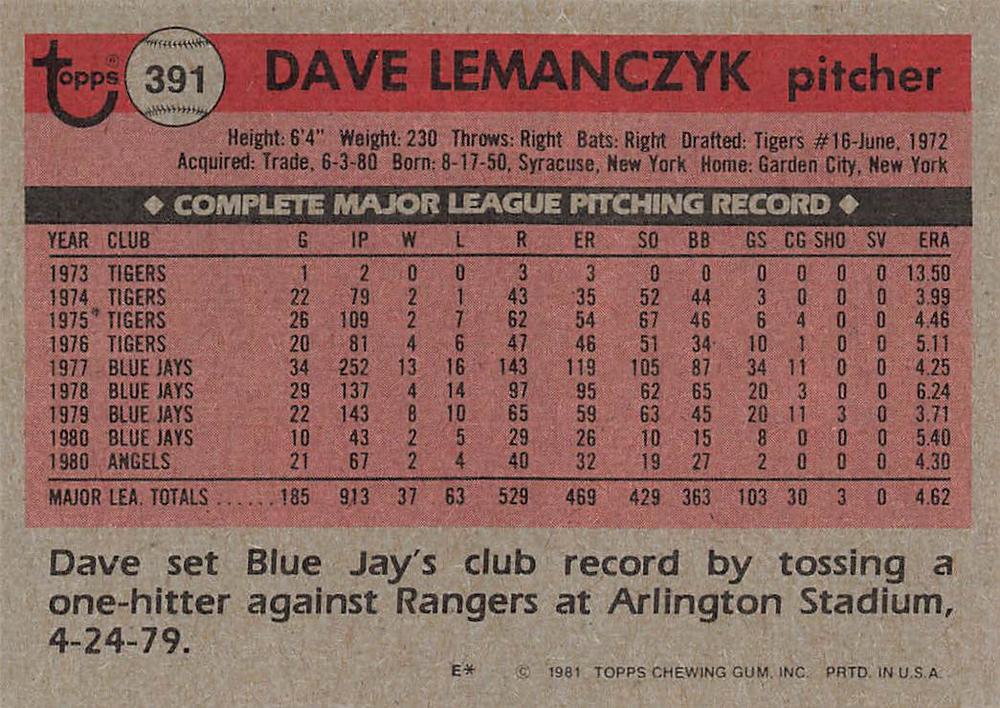 topps® 391 DAVE LEMANCZYK pitcher
Height: 6'4" Weight: 230 Throws: Right Bats: Right Drafted: Tigers #16-June, 1972
Acquired: Trade, 6-3-80 Born: 8-17-50, Syracuse, New York Home: Garden City, New York
◆ COMPLETE MAJOR LEAGUE PITCHING RECORD ◆
YEAR CLUB G IP W L R ER SO BB GS CG SHO SV ERA
1973 TIGERS 1 2 0 0 3 3 0 0 0 0 0 0 13.50
1974 TIGERS 22 79 2 1 43 35 52 44 3 0 0 0 3.99
1975* TIGERS 26 109 2 7 62 54 67 46 6 4 0 0 4.46
1976 TIGERS 20 81 4 6 47 46 51 34 10 1 0 0 5.11
1977 BLUE JAYS 34 252 13 16 143 119 105 87 34 11 0 0 4.25
1978 BLUE JAYS 29 137 4 14 97 95 62 65 20 3 0 0 6.24
1979 BLUE JAYS 22 143 8 10 65 59 63 45 20 11 3 0 3.71
1980 BLUE JAYS 10 43 2 5 29 26 10 15 8 0 0 0 5.40
1980 ANGELS 21 67 2 4 40 32 19 27 2 0 0 0 4.30
MAJOR LEA. TOTALS ......185 913 37 63 529 469 429 363 103 30 3 0 4.62
Dave set Blue Jay's club record by tossing a
one-hitter against Rangers at Arlington Stadium,
4-24-79.
E* © 1981 TOPPS CHEWING GUM, INC. PRTD. IN U.S.A.